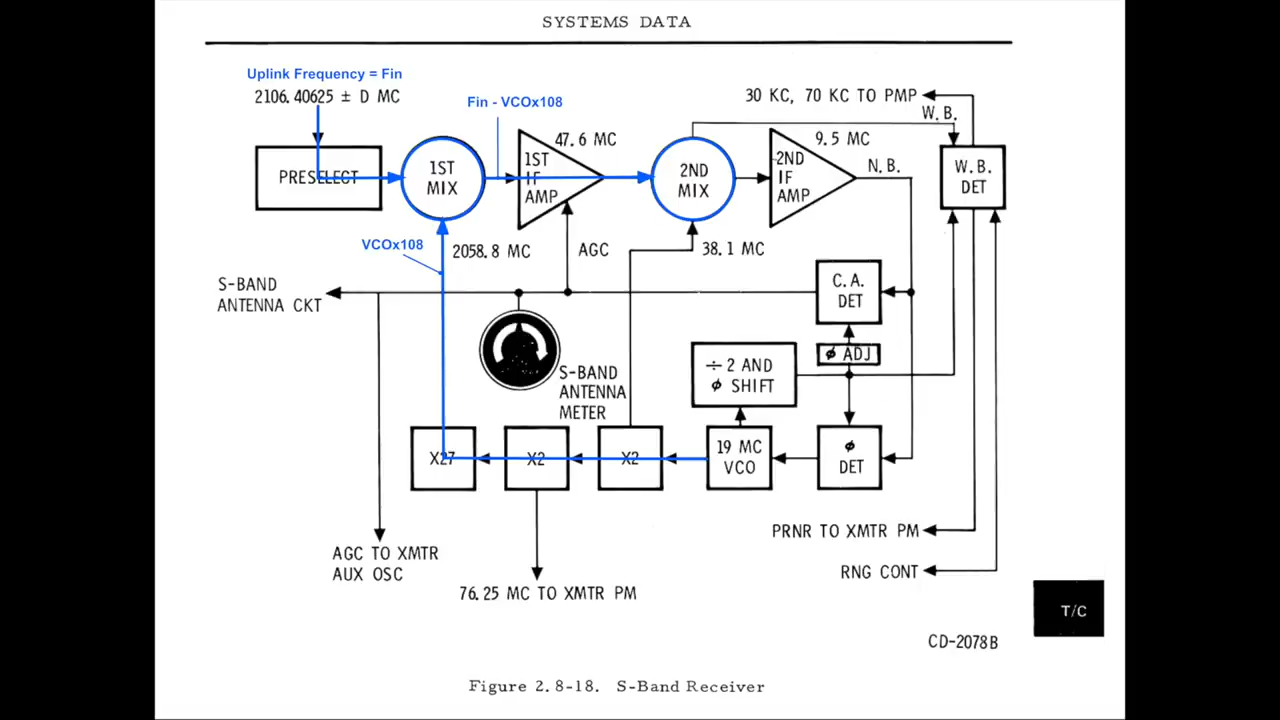 SYSTEMS DATA
Uplink Frequency = Fin
2106.40625 ± D MC
Fin - VCOx108
30 KC, 70 KC TO PMP
W.B.
47.6 MC
9.5 MC
PRESELECT
1ST
MIX
1ST
IF
AMP
2ND
MIX
2ND
IF
AMP
N.B.
W.B.
DET
VCOx108
2058.8 MC
AGC
38.1 MC
S-BAND
ANTENNA CKT
C.A.
DET
ø ADJ
÷2 AND
ø SHIFT
S-BAND
ANTENNA
METER
X27
X2
X2
19 MC
VCO
ø
DET
PRNR TO XMTR PM
AGC TO XMTR
AUX OSC
76.25 MC TO XMTR PM
RNG CONT
T/C
CD-2078B
Figure 2.8-18. S-Band Receiver